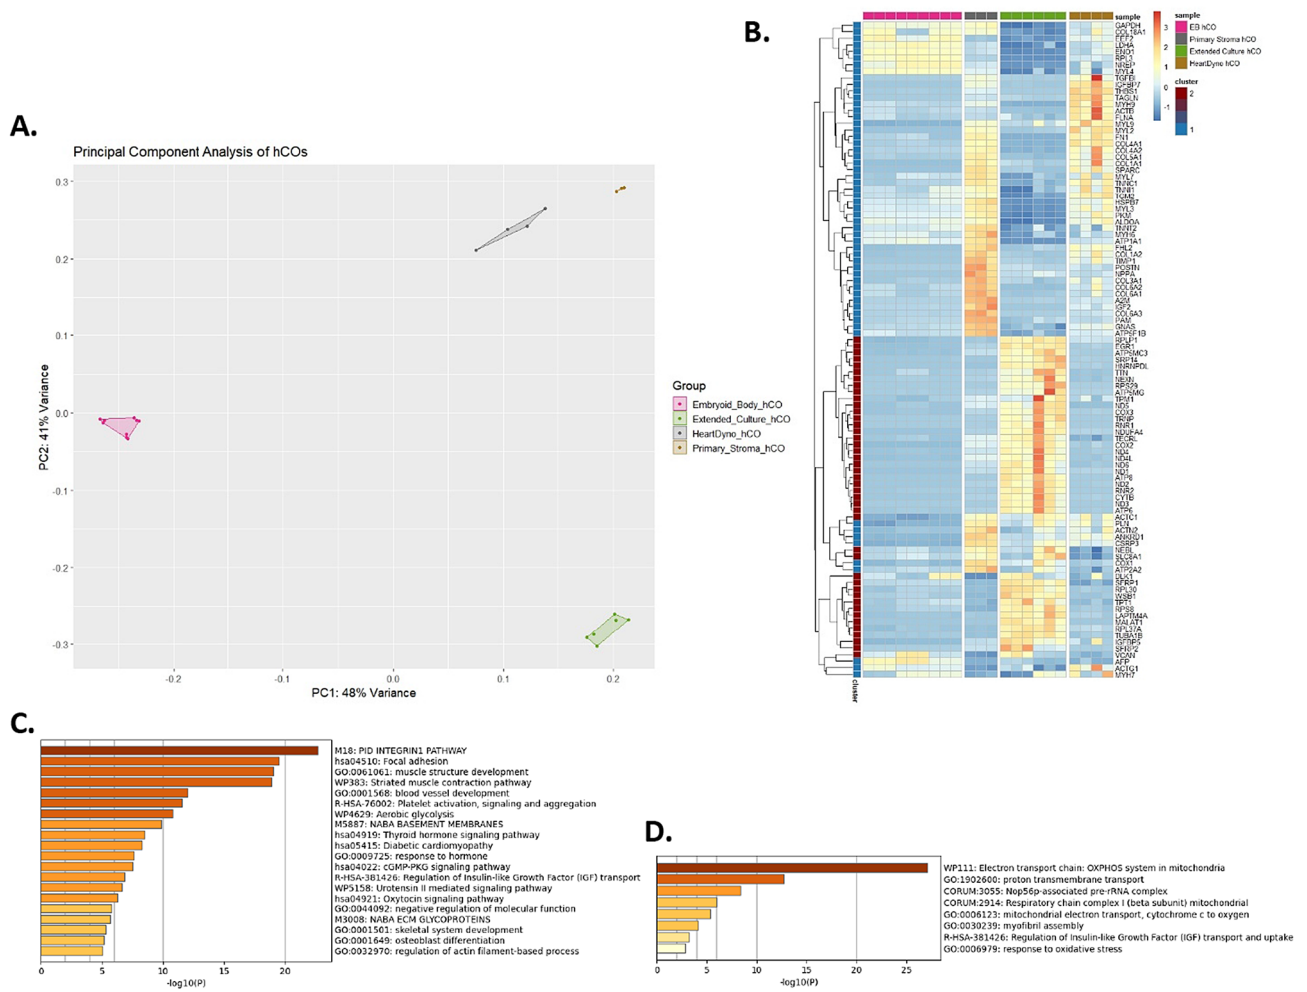 A.
Principal Component Analysis of hCOs
0.3
0.2
0.1
0.0
-0.1
-0.2
-0.3
PC2: 41% Variance
-0.2
-0.1
0.0
0.1
0.2
PC1: 48% Variance
Group
Embryoid_Body_hCO
Extended_Culture_hCO
HeartDyno_hCO
Primary_Stroma_hCO
B.
sample
GAPDH
COL18A1
EEF2
LDHA
ENO1
RPL3
NREP
MYL4
TGFBI
IGFBP7
THBS1
TAGLN
MYH9
ACTB
FLNA
MYL9
MYL2
FN1
COL4A1
COL4A2
COL5A1
COL1A1
SPARC
MYL7
TNNC1
TNNI1
TGM2
HSPB7
MYL3
PKM
ALDOA
TNNT2
MYH6
ATP1A1
FHL2
COL1A2
TIMP1
POSTN
NPPA
COL3A1
COL6A2
COL6A1
A2M
IGF2
COL6A3
PAM
GNAS
ATP5F1B
RPLP1
EGR1
ATP5MC3
SRP14
HNRNPDL
TTN
NEXN
RPS29
ATP5MG
TPM1
ND5
COX3
TRNP
RNR1
NDUFA4
TECRL
COX2
ND4
ND4L
ND6
ND1
ATP8
ND2
RNR2
CYTB
ND3
ATP6
ACTC1
PLN
ACTN2
ANKRD1
CSRP3
NEBL
SLC8A1
COX1
ATP2A2
DLK1
SFRP1
RPL30
WSB1
TPT1
RPS8
LAPTM4A
MALAT1
RPL37A
TUBA1B
IGFBP5
SFRP2
VCAN
AFP
ACTG1
MYH7
cluster
3
2
1
0
-1
sample
EB hCO
Primary Stroma hCO
Extended Culture hCO
HeartDyno hCO
cluster
2
1
C.
M18: PID INTEGRIN1 PATHWAY
hsa04510: Focal adhesion
GO:0061061: muscle structure development
WP383: Striated muscle contraction pathway
GO:0001568: blood vessel development
R-HSA-76002: Platelet activation, signaling and aggregation
WP4629: Aerobic glycolysis
M5887: NABA BASEMENT MEMBRANES
hsa04919: Thyroid hormone signaling pathway
hsa05415: Diabetic cardiomyopathy
GO:0009725: response to hormone
hsa04022: cGMP-PKG signaling pathway
R-HSA-381426: Regulation of Insulin-like Growth Factor (IGF) transport
WP5158: Urotensin II mediated signaling pathway
hsa04921: Oxytocin signaling pathway
GO:0044092: negative regulation of molecular function
M3008: NABA ECM GLYCOPROTEINS
GO:0001501: skeletal system development
GO:0001649: osteoblast differentiation
GO:0032970: regulation of actin filament-based process
0
5
10
15
20
-log10(P)
D.
WP111: Electron transport chain: OXPHOS system in mitochondria
GO:1902600: proton transmembrane transport
CORUM:3055: Nop56p-associated pre-rRNA complex
CORUM:2914: Respiratory chain complex I (beta subunit) mitochondrial
GO:0006123: mitochondrial electron transport, cytochrome c to oxygen
GO:0030239: myofibril assembly
R-HSA-381426: Regulation of Insulin-like Growth Factor (IGF) transport and uptake
GO:0006979: response to oxidative stress
0
5
10
15
20
25
-log10(P)